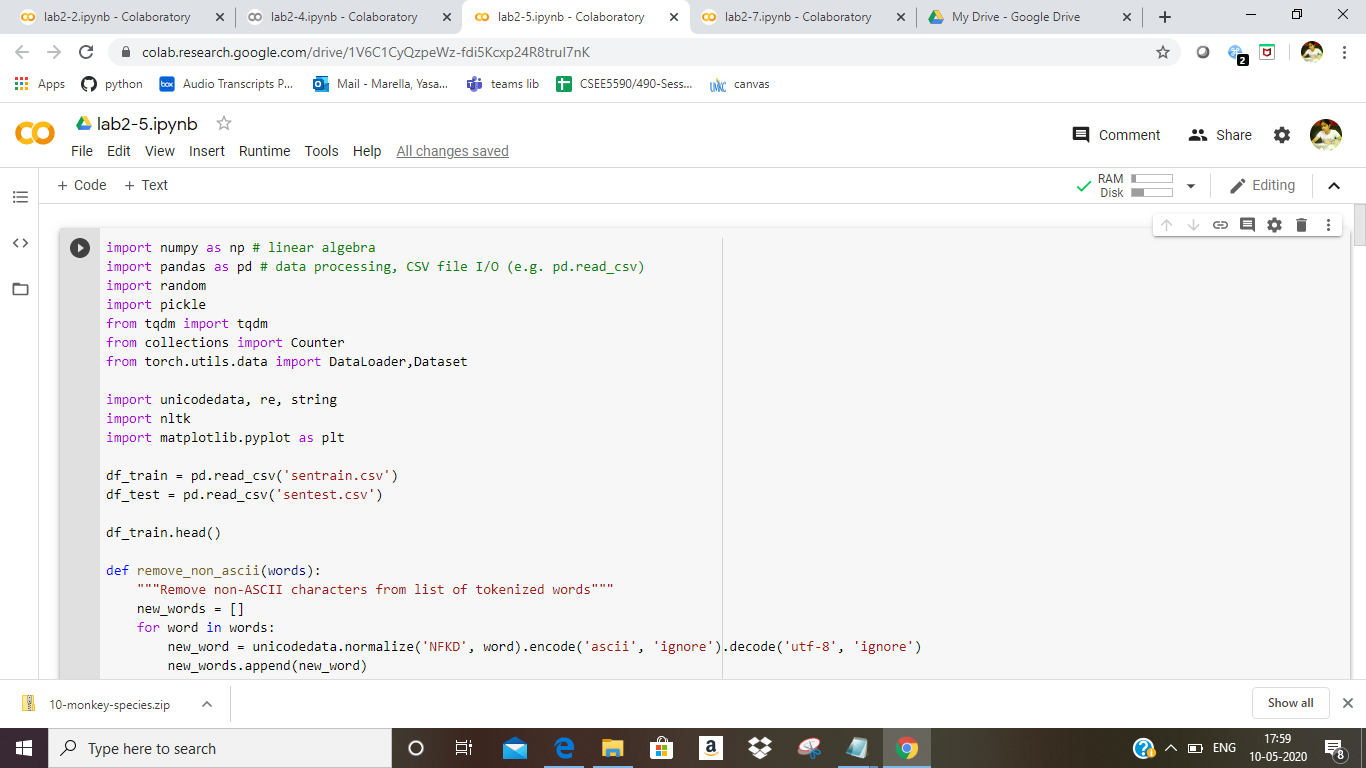 lab2-2.ipynb - Colaboratory
lab2-4.ipynb - Colaboratory
lab2-5.ipynb - Colaboratory
lab2-7.ipynb - Colaboratory
My Drive - Google Drive
colab.research.google.com/drive/1V6C1CyQzpeWz-fdi5Kcxp24R8truI7nK
2
Apps
python
box
Audio Transcripts P...
Mail - Marella, Yasa...
teams lib
CSEE5590/490-Sess...
UMKC
canvas
lab2-5.ipynb
File Edit View Insert Runtime Tools Help All changes saved
Comment
Share
+ Code + Text
RAM
Disk
Editing
import numpy as np # linear algebra
import pandas as pd # data processing, CSV file I/O (e.g. pd.read_csv)
import random
import pickle
from tqdm import tqdm
from collections import Counter
from torch.utils.data import DataLoader,Dataset
import unicodedata, re, string
import nltk
import matplotlib.pyplot as plt
df_train = pd.read_csv('sentrain.csv')
df_test = pd.read_csv('sentest.csv')
df_train.head()
def remove_non_ascii(words):
    """Remove non-ASCII characters from list of tokenized words"""
    new_words = []
    for word in words:
        new_word = unicodedata.normalize('NFKD', word).encode('ascii', 'ignore').decode('utf-8', 'ignore')
        new_words.append(new_word)
10-monkey-species.zip
Show all
Type here to search
a
ENG
17:59
10-05-2020
8